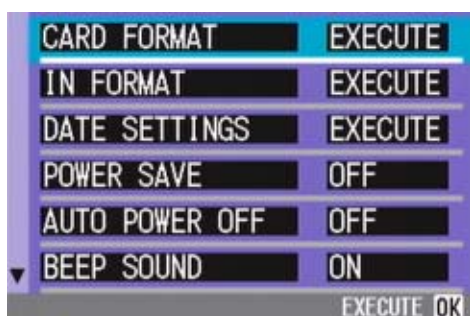 CARD FORMAT EXECUTE
IN FORMAT EXECUTE
DATE SETTINGS EXECUTE
POWER SAVE OFF
AUTO POWER OFF OFF
BEEP SOUND ON
EXECUTE OK